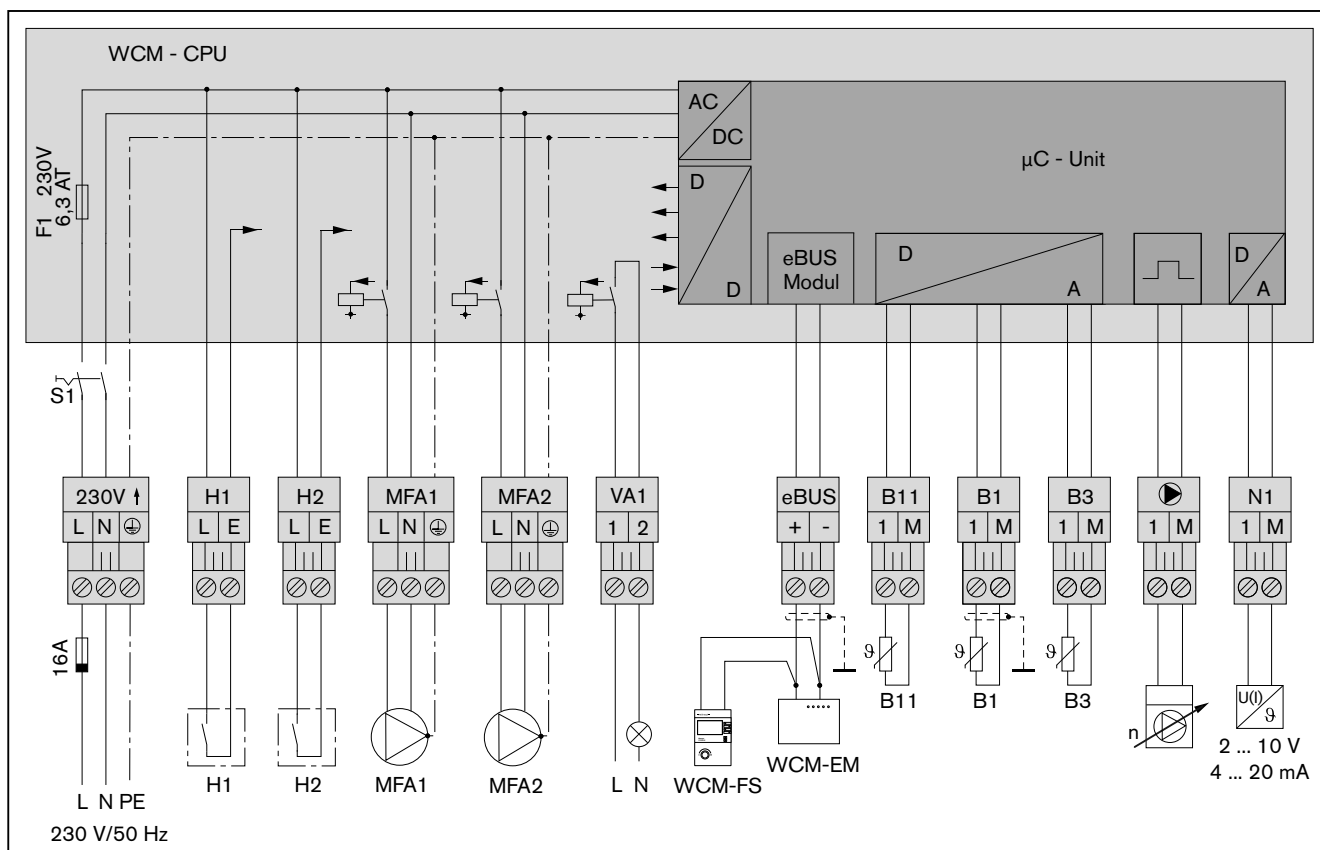 WCM - CPU
AC
DC
µC - Unit
F1 230V
6,3 AT
D
D
eBUS
Modul
D
A
D
A
S1
230V
L N
H1
L E
H2
L E
MFA1
L N
MFA2
L N
VA1
1 2
eBUS
+ -
B11
1 M
B1
1 M
B3
1 M
1 M
N1
1 M
16A
ϑ
ϑ
ϑ
B11
B1
B3
n
U(I)
ϑ
2 ... 10 V
4 ... 20 mA
H1
H2
MFA1
MFA2
L N
WCM-FS
WCM-EM
L N PE
230 V/50 Hz